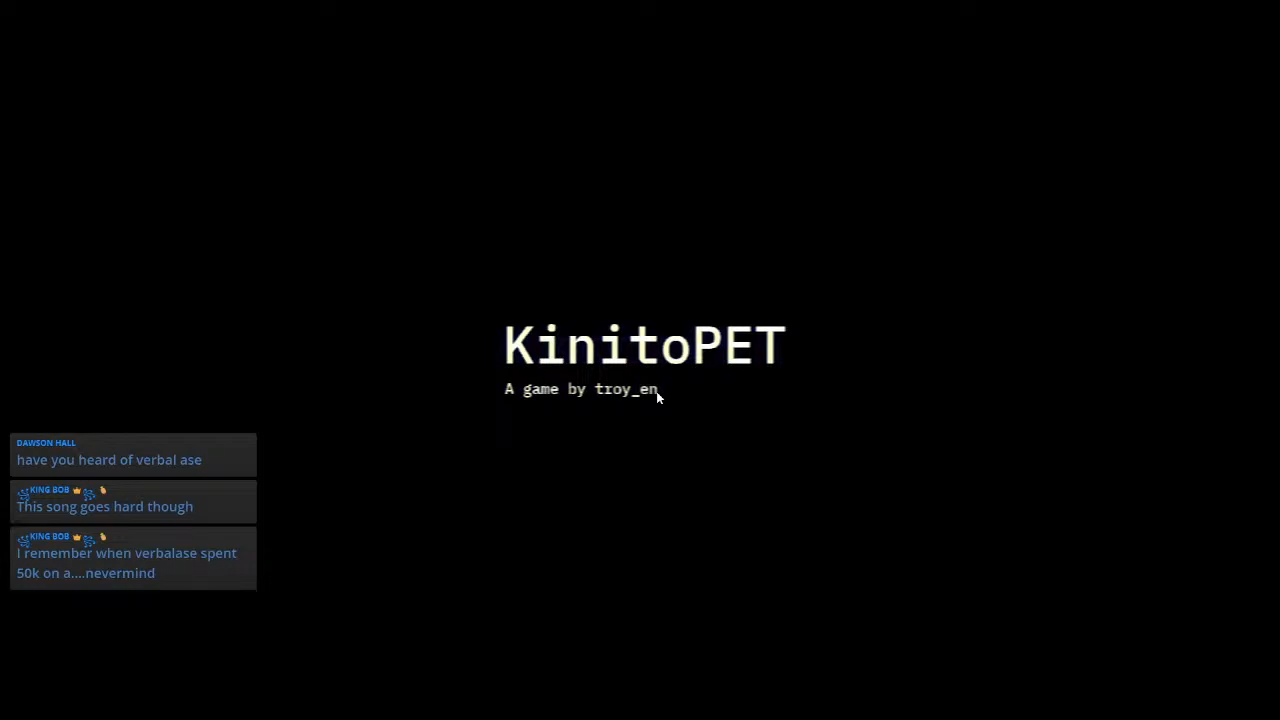 KinitoPET
A game by troy_en
DAWSON HALL
have you heard of verbal ase
KING BOB
This song goes hard though
KING BOB
I remember when verbalase spent
50k on a....nevermind